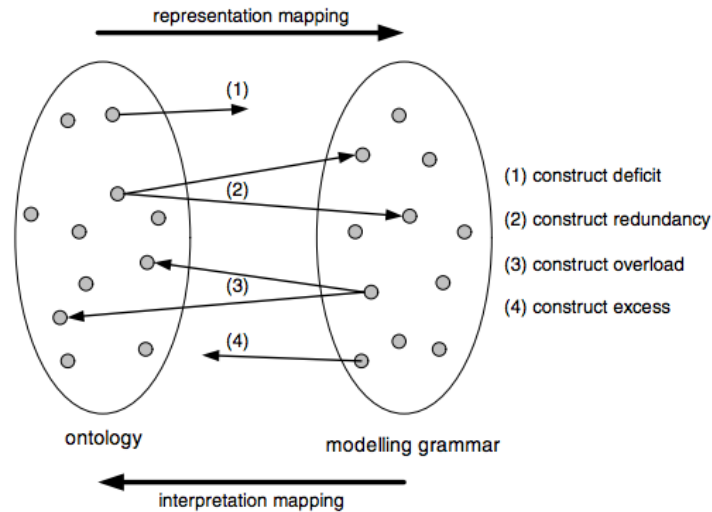 representation mapping
(1)
(2)
(3)
(4)
(1) construct deficit
(2) construct redundancy
(3) construct overload
(4) construct excess
ontology
modelling grammar
interpretation mapping